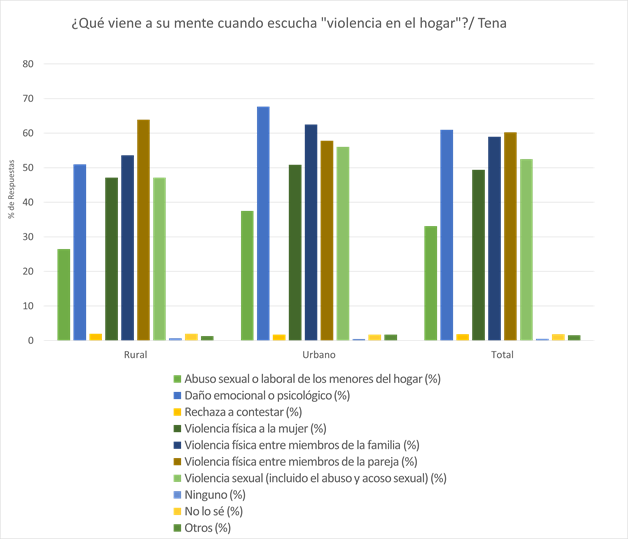 ¿Qué viene a su mente cuando escucha "violencia en el hogar"?/ Tena
80
70
60
50
40
30
20
10
0
% de Respuestas
Rural
Urbano
Total
Abuso sexual o laboral de los menores del hogar (%)
Daño emocional o psicológico (%)
Rechaza a contestar (%)
Violencia física a la mujer (%)
Violencia física entre miembros de la familia (%)
Violencia física entre miembros de la pareja (%)
Violencia sexual (incluido el abuso y acoso sexual) (%)
Ninguno (%)
No lo sé (%)
Otros (%)